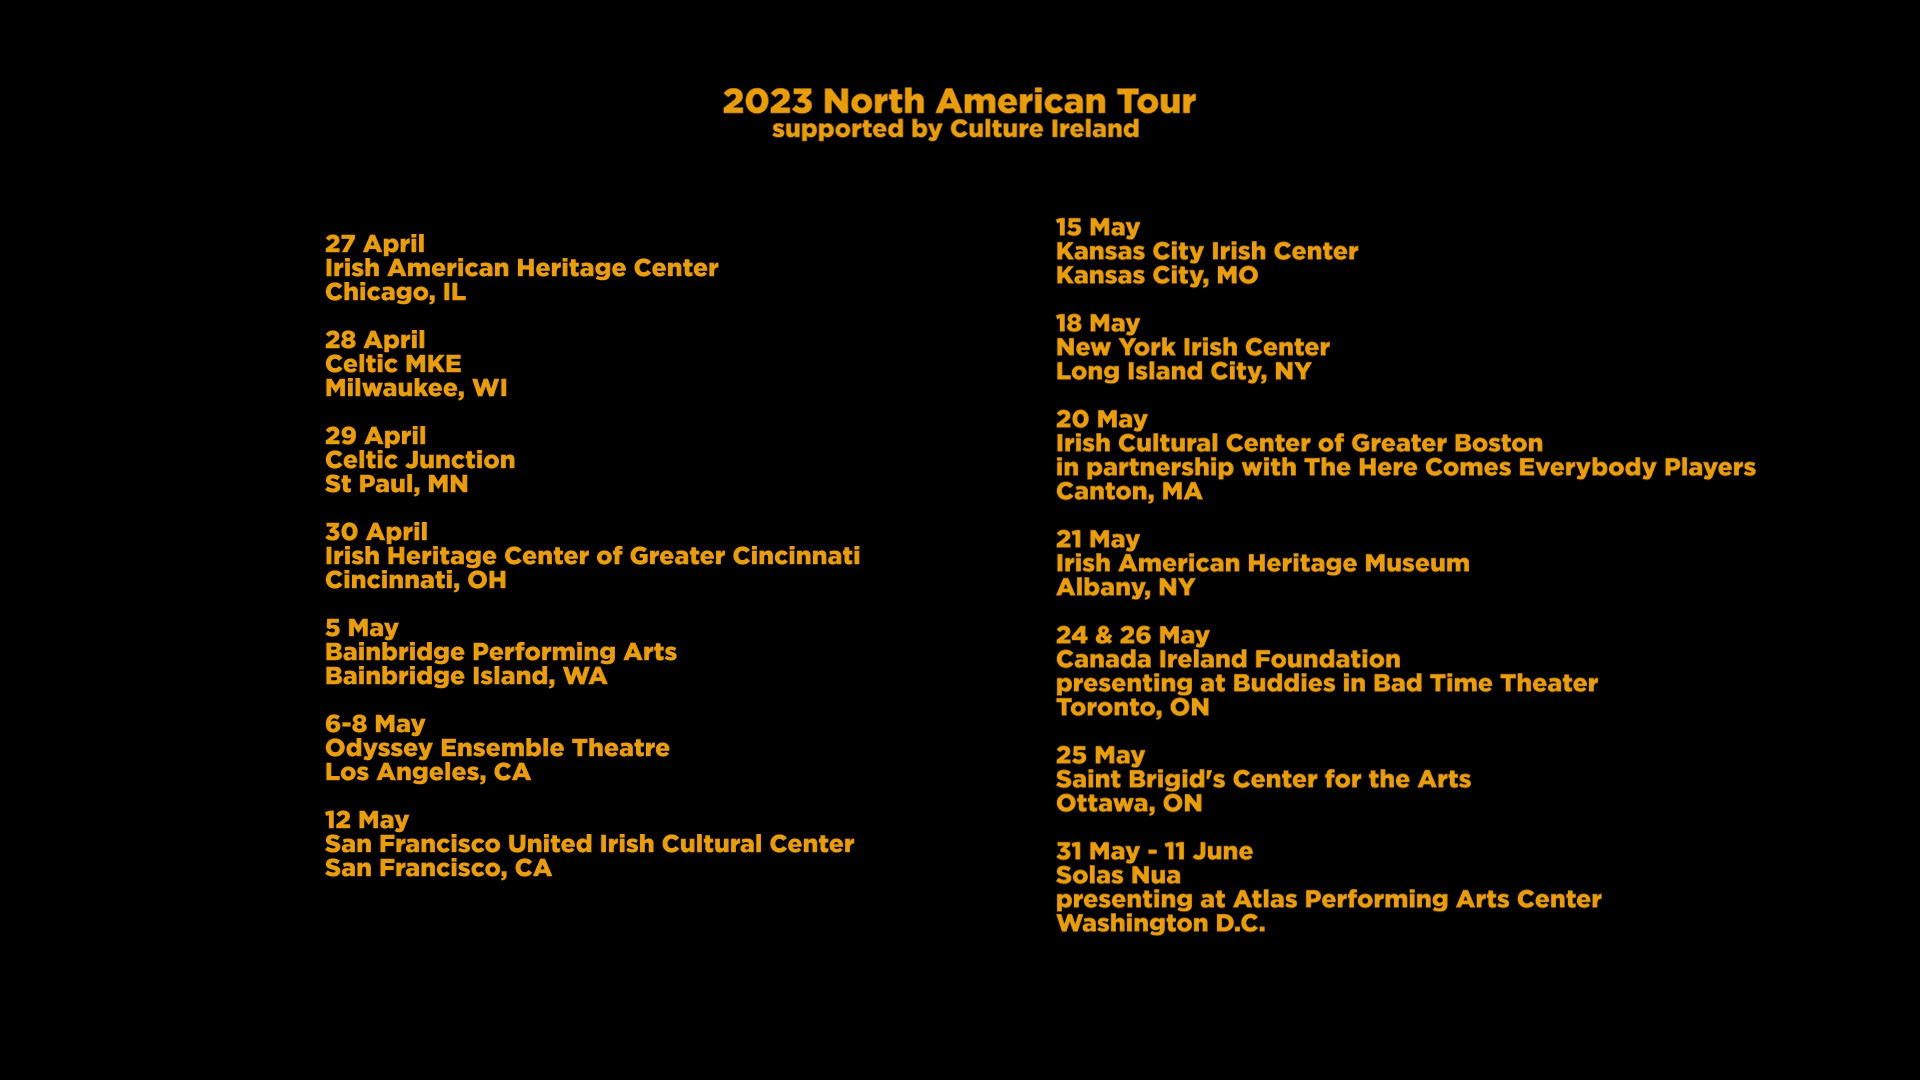 2023 North American Tour
supported by Culture Ireland
27 April
Irish American Heritage Center
Chicago, IL
28 April
Celtic MKE
Milwaukee, WI
29 April
Celtic Junction
St Paul, MN
30 April
Irish Heritage Center of Greater Cincinnati
Cincinnati, OH
5 May
Bainbridge Performing Arts
Bainbridge Island, WA
6-8 May
Odyssey Ensemble Theatre
Los Angeles, CA
12 May
San Francisco United Irish Cultural Center
San Francisco, CA
15 May
Kansas City Irish Center
Kansas City, MO
18 May
New York Irish Center
Long Island City, NY
20 May
Irish Cultural Center of Greater Boston
in partnership with The Here Comes Everybody Players
Canton, MA
21 May
Irish American Heritage Museum
Albany, NY
24 & 26 May
Canada Ireland Foundation
presenting at Buddies in Bad Time Theater
Toronto, ON
25 May
Saint Brigid's Center for the Arts
Ottawa, ON
31 May - 11 June
Solas Nua
presenting at Atlas Performing Arts Center
Washington D.C.